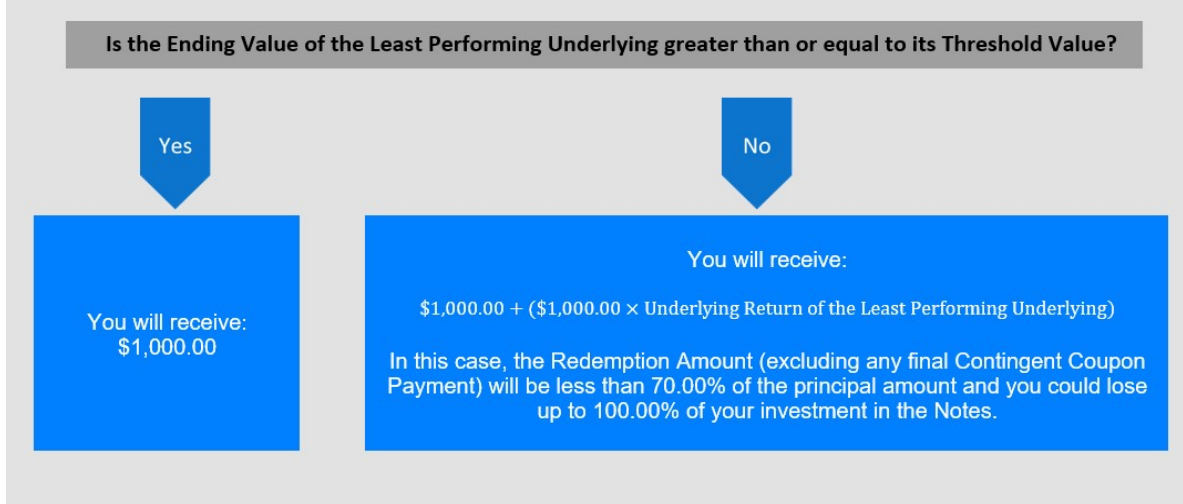 Is the Ending Value of the Least Performing Underlying greater than or equal to its Threshold Value?
Yes
No
You will receive:
$1,000.00
You will receive:
$1,000.00 + ($1,000.00 × Underlying Return of the Least Performing Underlying)
In this case, the Redemption Amount (excluding any final Contingent Coupon
Payment) will be less than 70.00% of the principal amount and you could lose
up to 100.00% of your investment in the Notes.